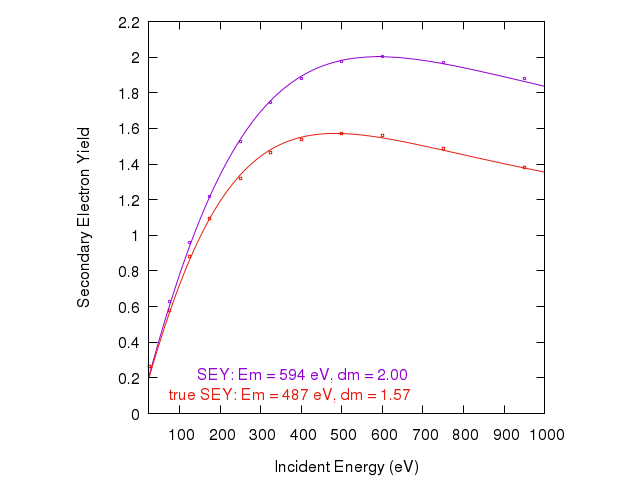 2.2
2
1.8
1.6
1.4
1.2
1
0.8
0.6
0.4
0.2
0
Secondary Electron Yield
SEY: Em = 594 eV, dm = 2.00
true SEY: Em = 487 eV, dm = 1.57
100 200 300 400 500 600 700 800 900 1000
Incident Energy (eV)